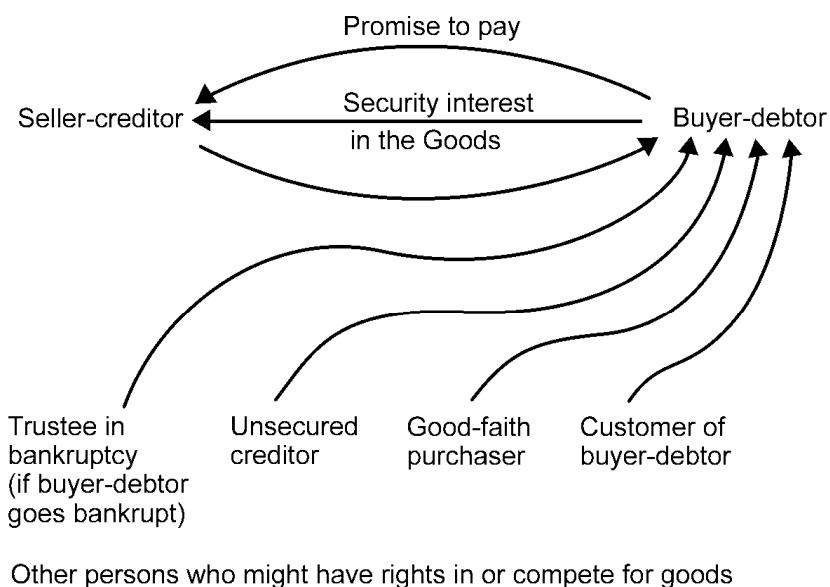 Promise to pay
Seller-creditor
Security interest
in the Goods
Buyer-debtor
Trustee in
bankruptcy
(if buyer-debtor
goes bankrupt)
Unsecured
creditor
Good-faith
purchaser
Customer of
buyer-debtor
Other persons who might have rights in or compete for goods